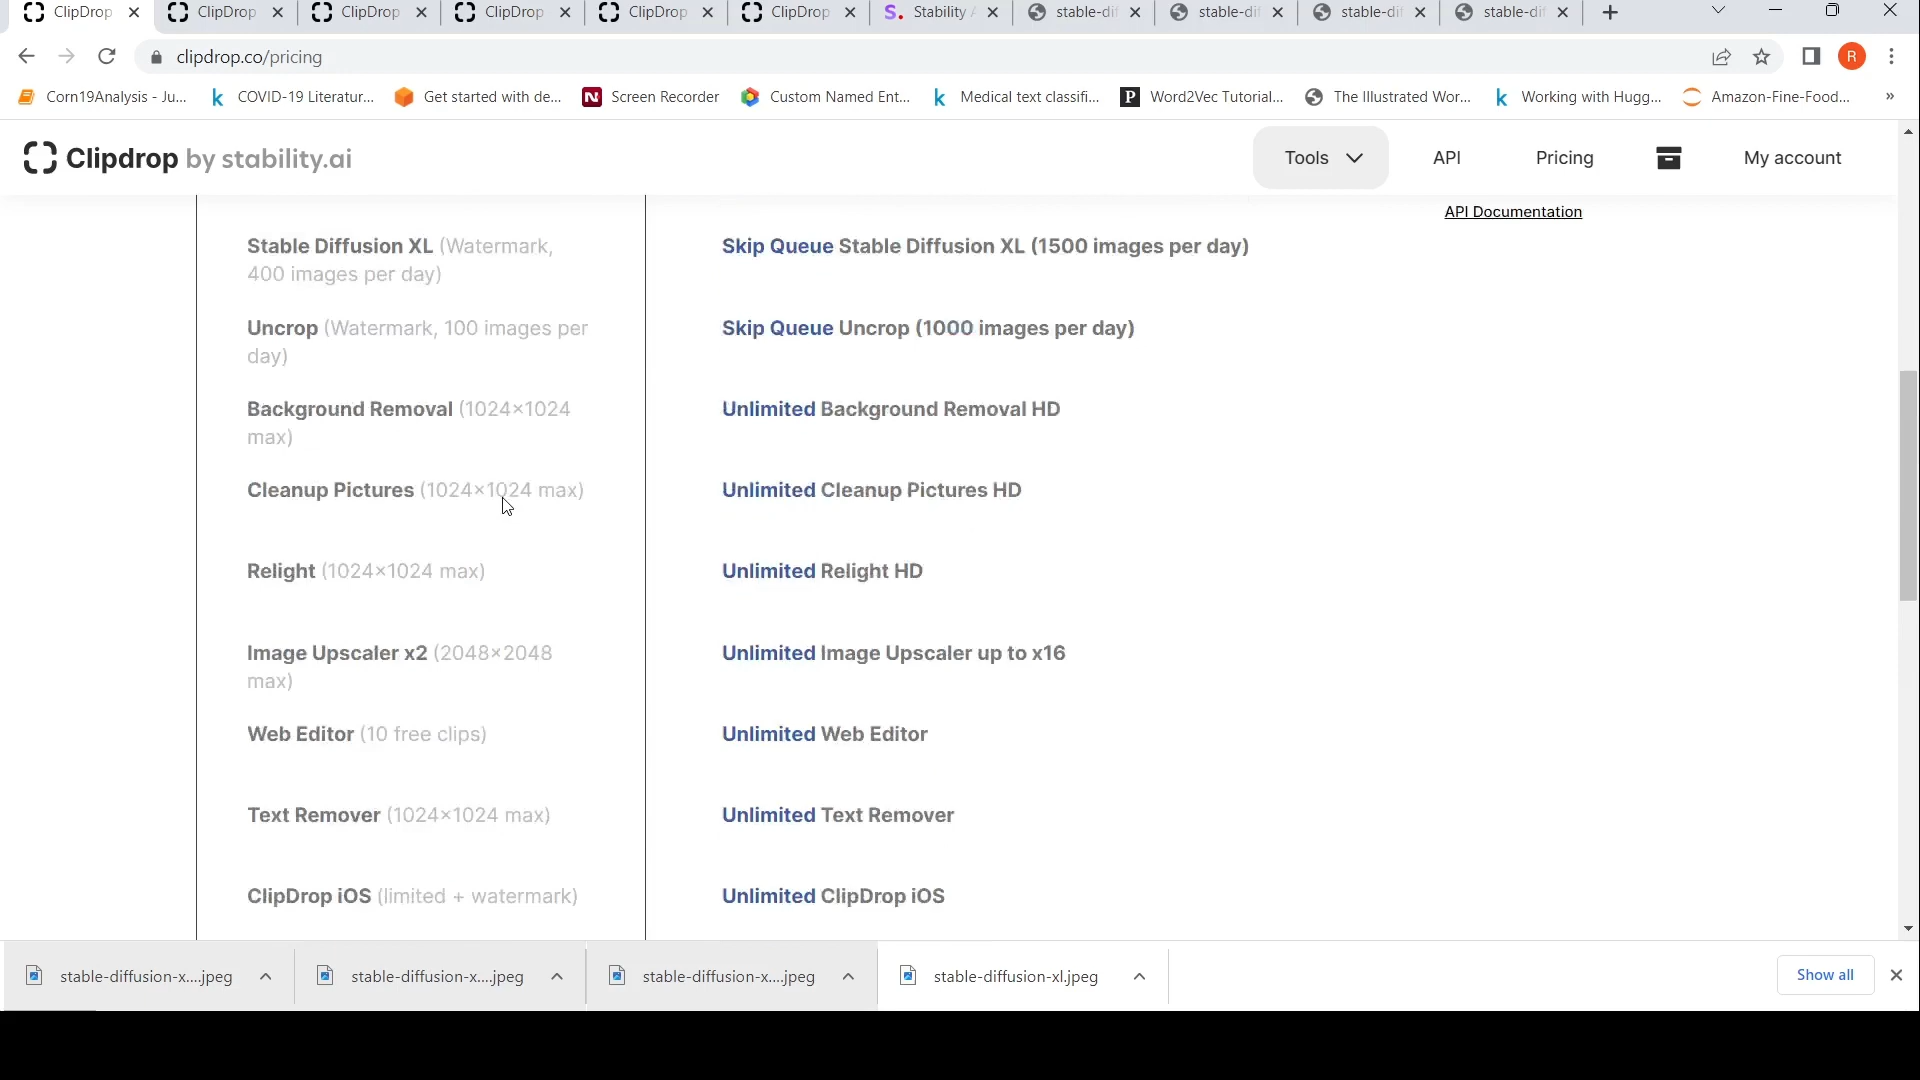 ClipDrop ClipDrop ClipDrop ClipDrop ClipDrop ClipDrop S. Stability stable-dif stable-dif stable-dif stable-dif
clipdrop.co/pricing R
Corn19Analysis - Ju... k COVID-19 Literatur... Get started with de... N Screen Recorder Custom Named Ent... k Medical text classifi... P Word2Vec Tutorial... The Illustrated Wor... k Working with Hugg... Amazon-Fine-Food... »
Clipdrop by stability.ai Tools API Pricing My account
API Documentation
Stable Diffusion XL (Watermark,
400 images per day)
Skip Queue Stable Diffusion XL (1500 images per day)
Uncrop (Watermark, 100 images per
day)
Skip Queue Uncrop (1000 images per day)
Background Removal (1024×1024
max)
Unlimited Background Removal HD
Cleanup Pictures (1024×1024 max)
Unlimited Cleanup Pictures HD
Relight (1024×1024 max)
Unlimited Relight HD
Image Upscaler x2 (2048×2048
max)
Unlimited Image Upscaler up to x16
Web Editor (10 free clips)
Unlimited Web Editor
Text Remover (1024×1024 max)
Unlimited Text Remover
ClipDrop iOS (limited + watermark)
Unlimited ClipDrop iOS
stable-diffusion-x....jpeg stable-diffusion-x....jpeg stable-diffusion-x....jpeg stable-diffusion-xl.jpeg Show all